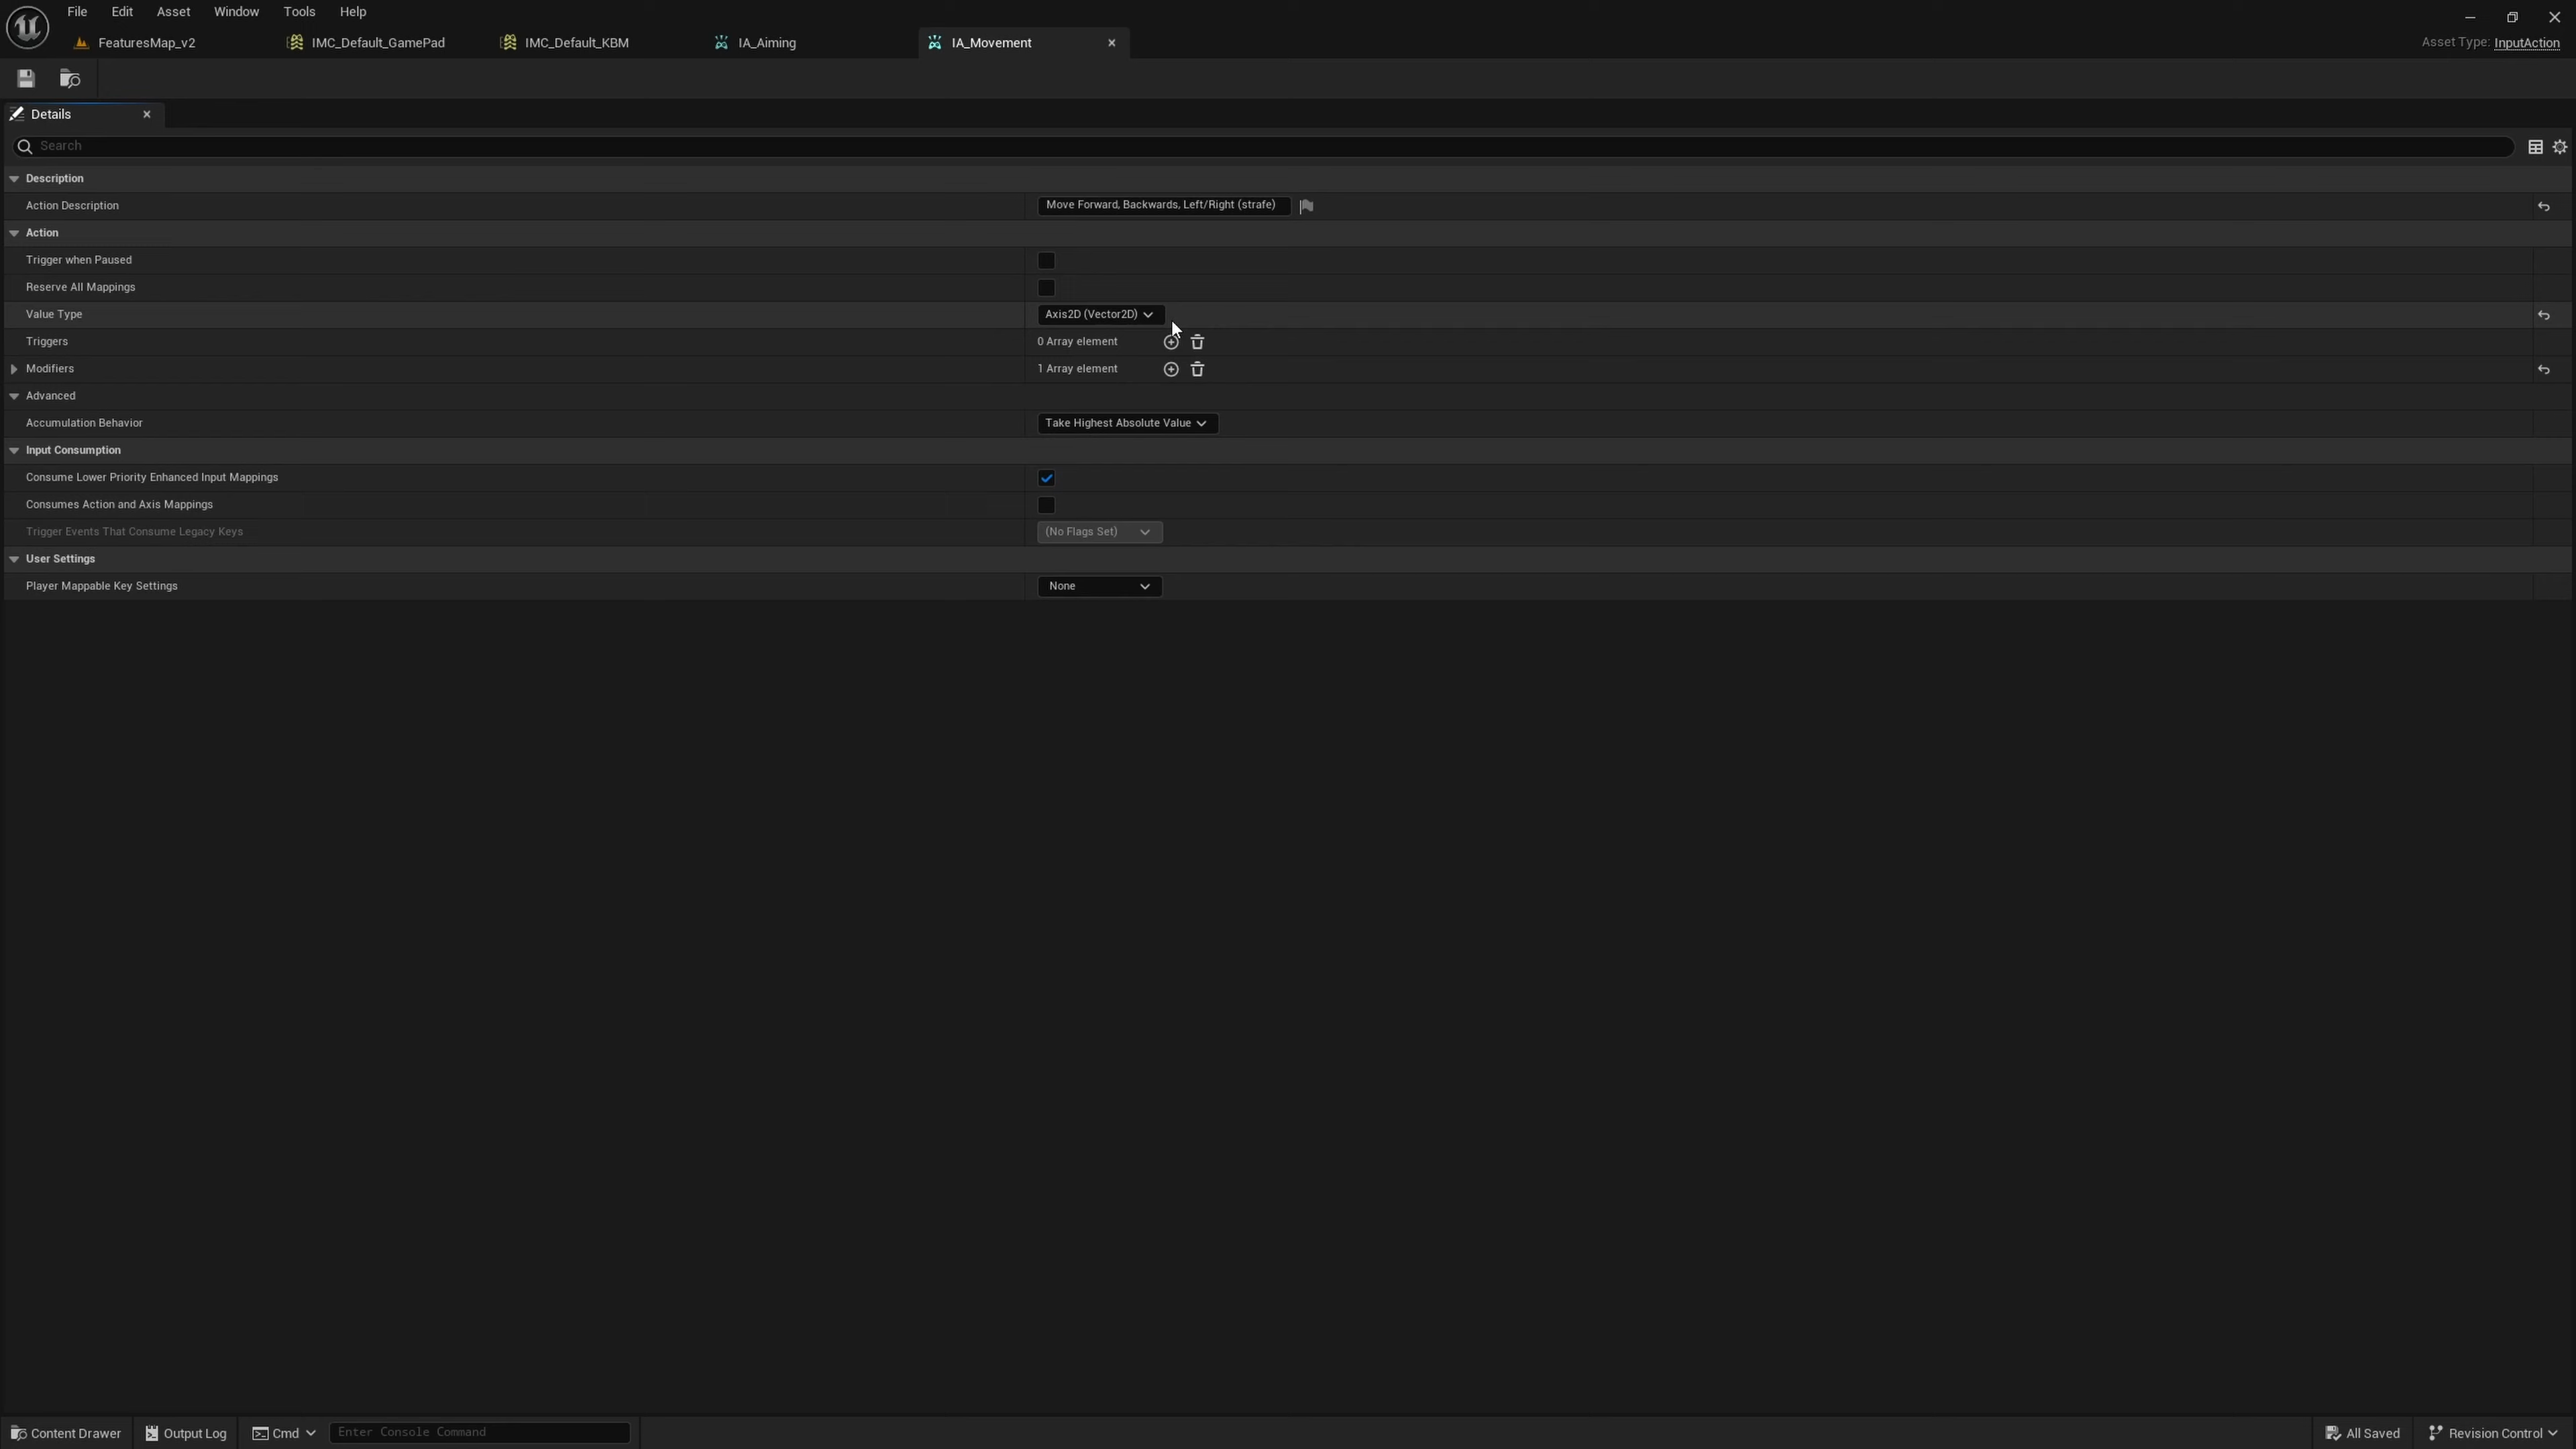 File Edit Asset Window Tools Help
FeaturesMap_v2 IMC_Default_GamePad IMC_Default_KBM IA_Aiming IA_Movement
Asset Type: InputAction
Details
Search
Description
Action Description Move Forward, Backwards, Left/Right (strafe)
Action
Trigger when Paused
Reserve All Mappings
Value Type Axis2D (Vector2D)
Triggers 0 Array element
Modifiers 1 Array element
Advanced
Accumulation Behavior Take Highest Absolute Value
Input Consumption
Consume Lower Priority Enhanced Input Mappings
Consumes Action and Axis Mappings
Trigger Events That Consume Legacy Keys (No Flags Set)
User Settings
Player Mappable Key Settings None
Content Drawer Output Log Cmd Enter Console Command All Saved Revision Control